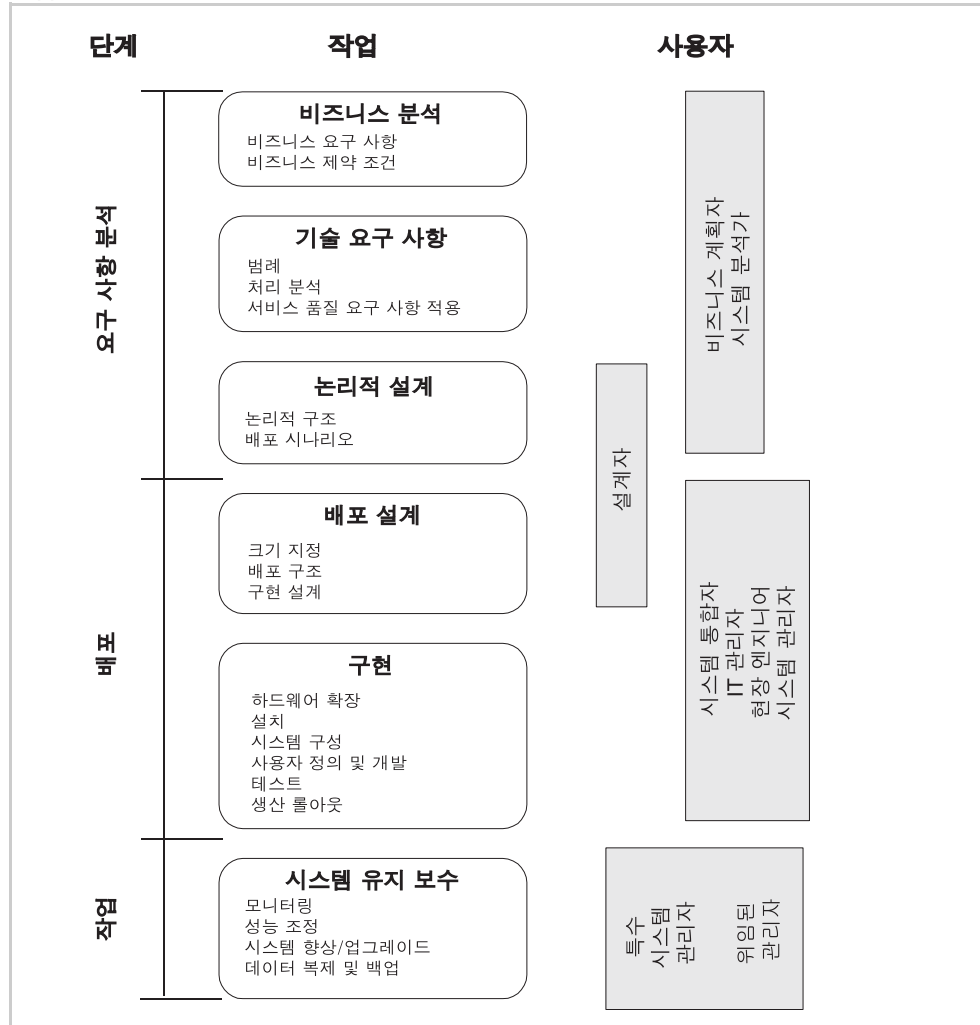 단계
작업
사용자
요구 사항 분석
비즈니스 분석
비즈니스 요구 사항
비즈니스 제약 조건
기술 요구 사항
범례
처리 분석
서비스 품질 요구 사항 적용
논리적 설계
논리적 구조
배포 시나리오
비즈니스 계획자
시스템 분석가
설계자
배포
배포 설계
크기 지정
배포 구조
구현 설계
구현
하드웨어 확장
설치
시스템 구성
사용자 정의 및 개발
테스트
생산 롤아웃
시스템 통합자
IT 관리자
현장 엔지니어
시스템 관리자
작업
시스템 유지 보수
모니터링
성능 조정
시스템 향상/업그레이드
데이터 복제 및 백업
특수
시스템
관리자
위임된
관리자